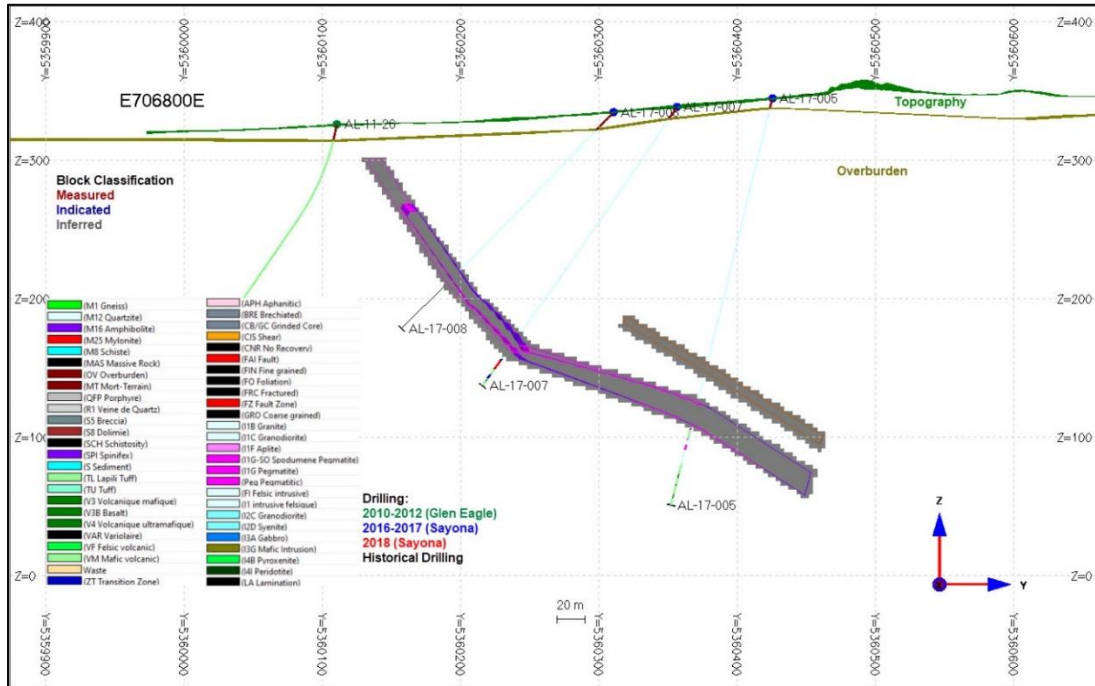 Z=400
Z=400
Y=5359900
Y=5360000
Y=5360100
Y=5360200
Y=5360300
Y=5360400
Y=5360500
Y=5360600
E706800E
AL-11-26
AL-17-007
AL-17-005
Topography
Z=300
Z=300
Overburden
Block Classification
Measured
Indicated
Inferred
Z=200
Z=200
AL-17-008
AL-17-007
Z=100
Z=100
AL-17-005
(M1 Gneiss)
(M12 Quartzite)
(M16 Amphibolite)
(M25 Mylonite)
(M8 Schiste)
(MAS Massive Rock)
(OV Overburden)
(MT Mort-Terrain)
(QFP Porphyre)
(R1 Veine de Quartz)
(S5 Breccia)
(S8 Dolimie)
(SCH Schistosity)
(SPI Spinifex)
(S Sediment)
(TL Lapili Tuff)
(TU Tuff)
(V3 Volcanique mafique)
(V3B Basalt)
(V4 Volcanique ultramafique)
(VAR Variolaire)
(VF Felsic volcanic)
(VM Mafic volcanic)
Waste
(ZT Transition Zone)
(APH Aphanitic)
(BRE Brechiated)
(CB/GC Grinded Core)
(CIS Shear)
(CNR No Recovery)
(FAI Fault)
(FIN Fine grained)
(FO Foliation)
(FRC Fractured)
(FZ Fault Zone)
(GRO Coarse grained)
(I1B Granite)
(I1C Granodiorite)
(I1F Aplite)
(I1G-SO Spodumene Pegmatite)
(I1G Pegmatite)
(Peg Pegmatitic)
(FI Felsic intrusive)
(I1 intrusive felsique)
(I2C Granodiorite)
(I2D Syenite)
(I3A Gabbro)
(I3G Mafic Intrusion)
(I4B Pyroxenite)
(I4I Peridotite)
(LA Lamination)
Drilling:
2010-2012 (Glen Eagle)
2016-2017 (Sayona)
2018 (Sayona)
Historical Drilling
Z
Y
Z=0
Z=0
20 m
Y=5359900
Y=5360000
Y=5360100
Y=5360200
Y=5360300
Y=5360400
Y=5360500
Y=5360600